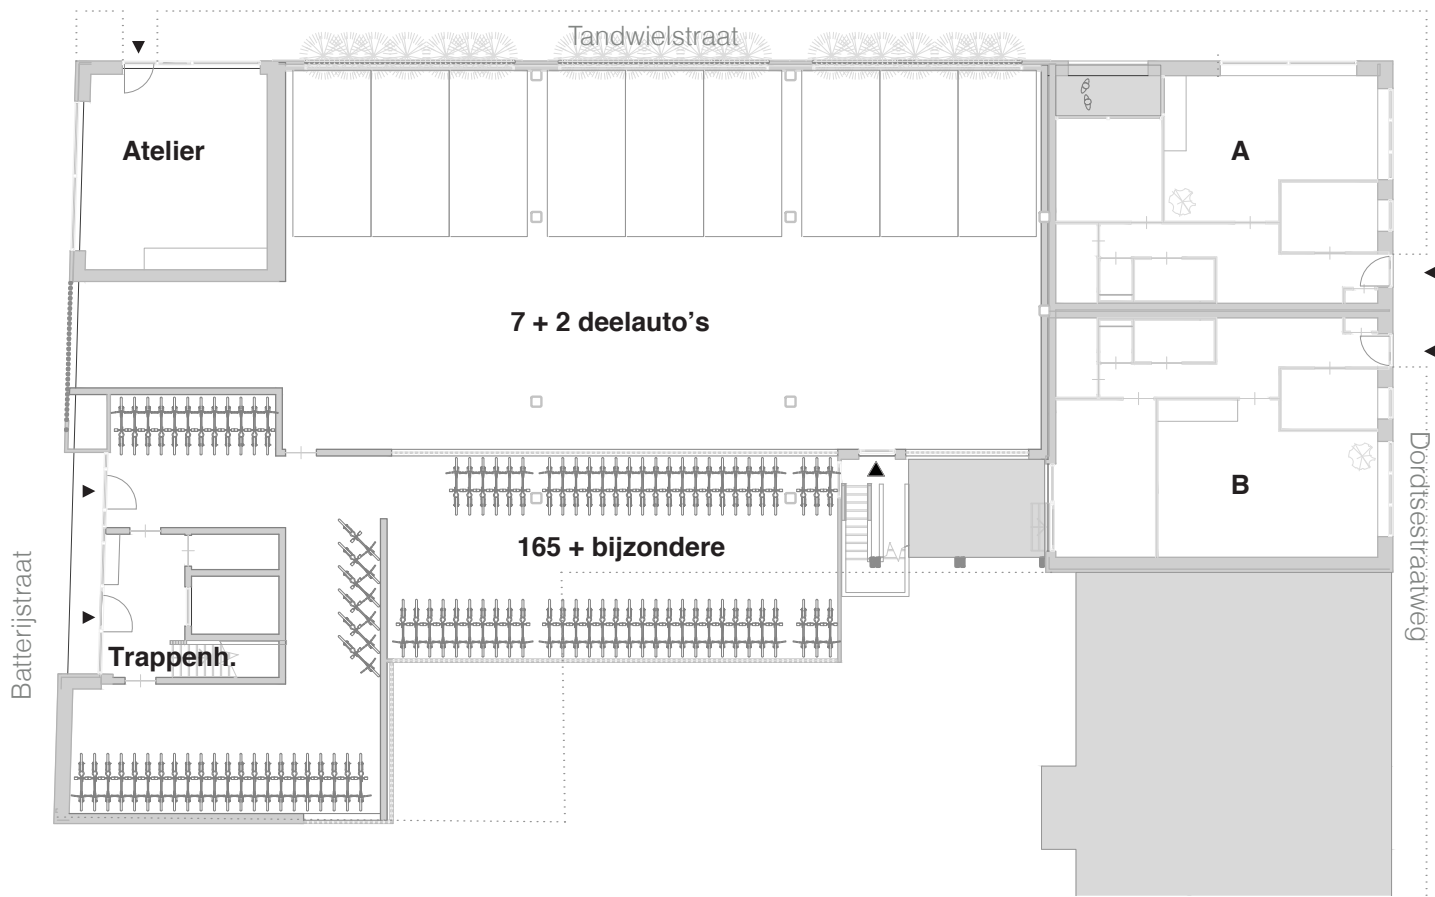 Tandwielstraat
Atelier
A
7 + 2 deelauto’s
B
165 + bijzondere
Trappenh.
Batterijstraat
Dordtsestraatweg